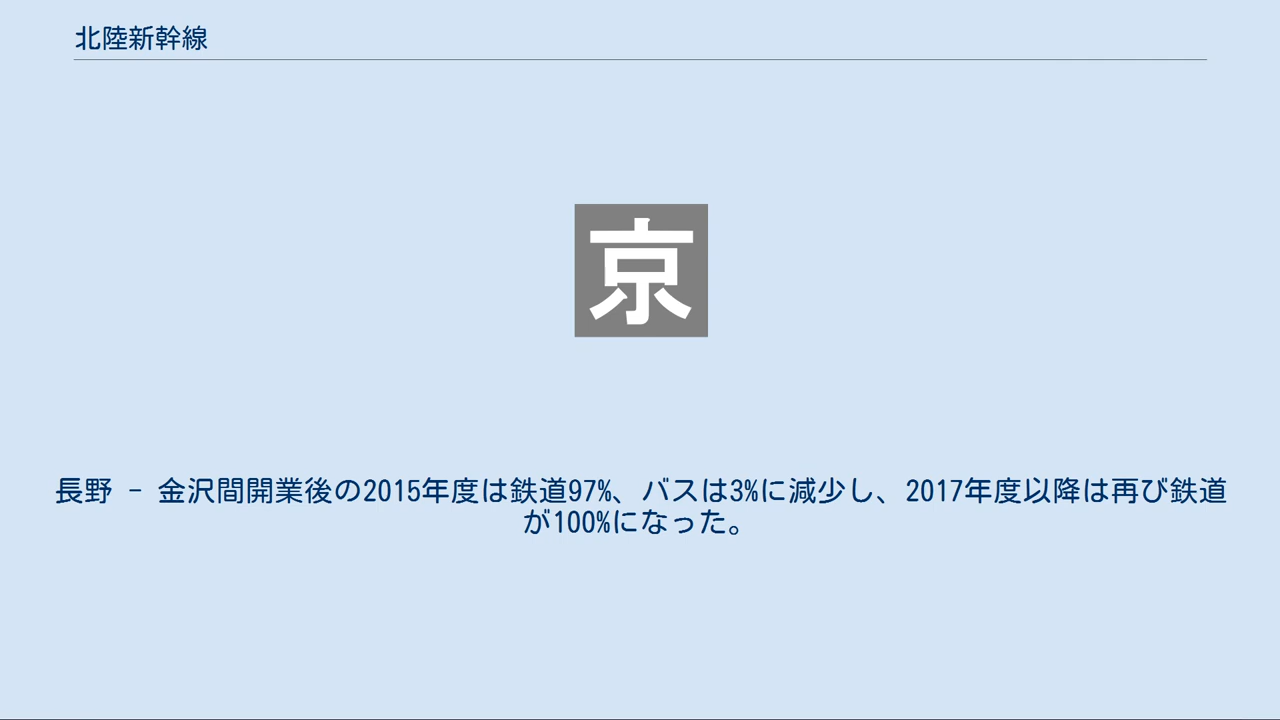 北陸新幹線
京
長野 - 金沢間開業後の2015年度は鉄道97%、バスは3%に減少し、2017年度以降は再び鉄道
が100%になった。